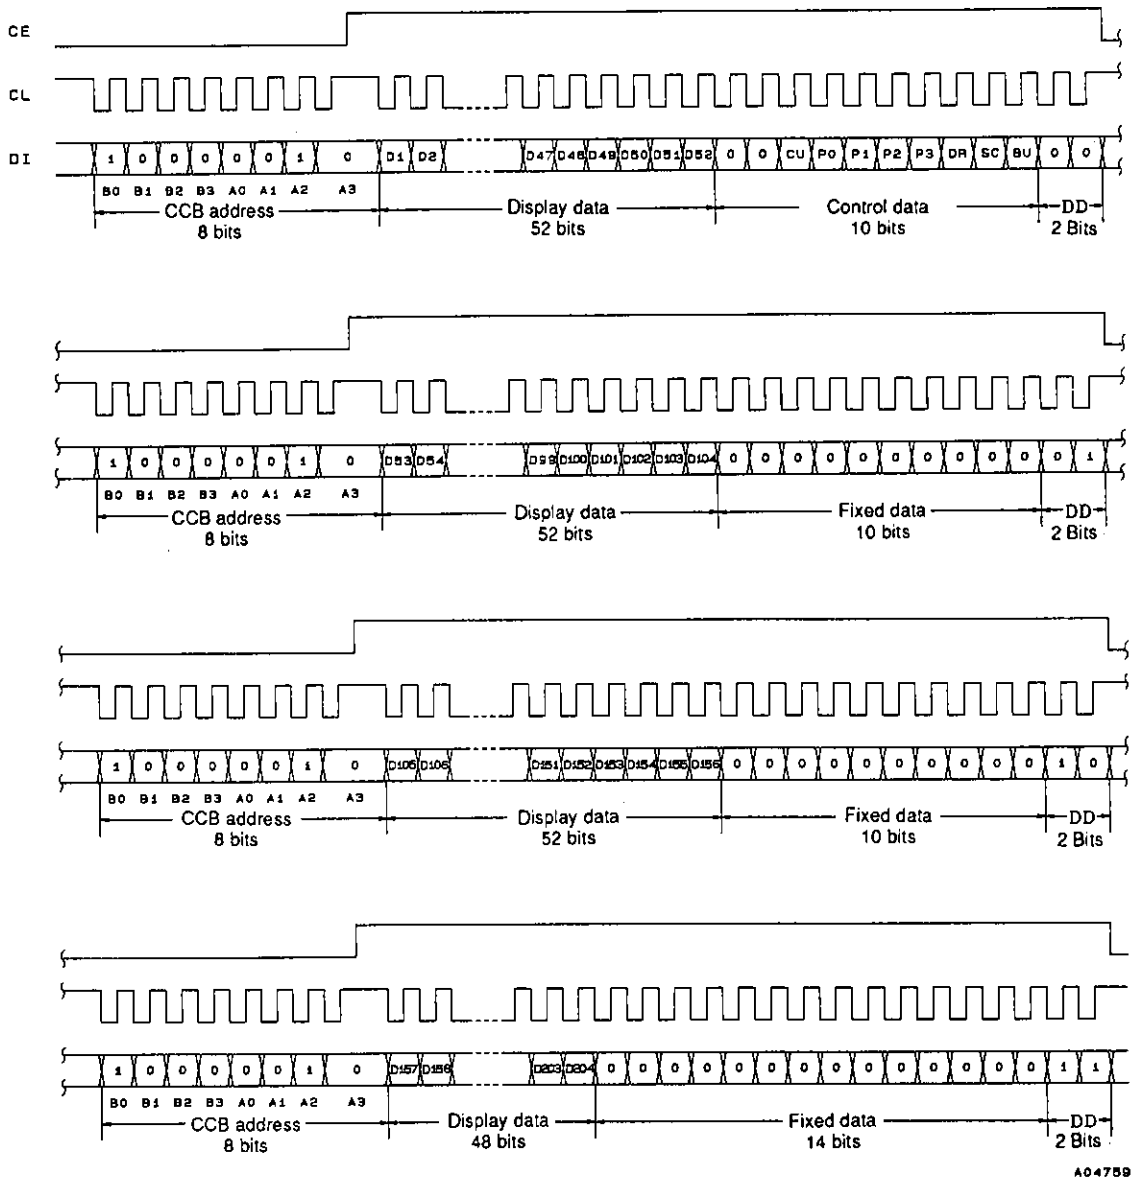 CE
CL
DI 1 0 0 0 0 0 1 0 D1 D2 D47 D48 D49 D50 D51 D52 0 0 CU P0 P1 P2 P3 DR SC BU 0 0
B0 B1 B2 B3 A0 A1 A2 A3
CCB address Display data Control data DD
8 bits 52 bits 10 bits 2 Bits
1 0 0 0 0 0 1 0 D53 D54 D99 D100 D101 D102 D103 D104 0 0 0 0 0 0 0 0 0 0 0 1
B0 B1 B2 B3 A0 A1 A2 A3
CCB address Display data Fixed data DD
8 bits 52 bits 10 bits 2 Bits
1 0 0 0 0 0 1 0 D105 D106 D151 D152 D153 D154 D155 D156 0 0 0 0 0 0 0 0 0 0 1 0
B0 B1 B2 B3 A0 A1 A2 A3
CCB address Display data Fixed data DD
8 bits 52 bits 10 bits 2 Bits
1 0 0 0 0 0 1 0 D157 D158 D203 D204 0 0 0 0 0 0 0 0 0 0 0 0 0 0 1 1
B0 B1 B2 B3 A0 A1 A2 A3
CCB address Display data Fixed data DD
8 bits 48 bits 14 bits 2 Bits
A04759